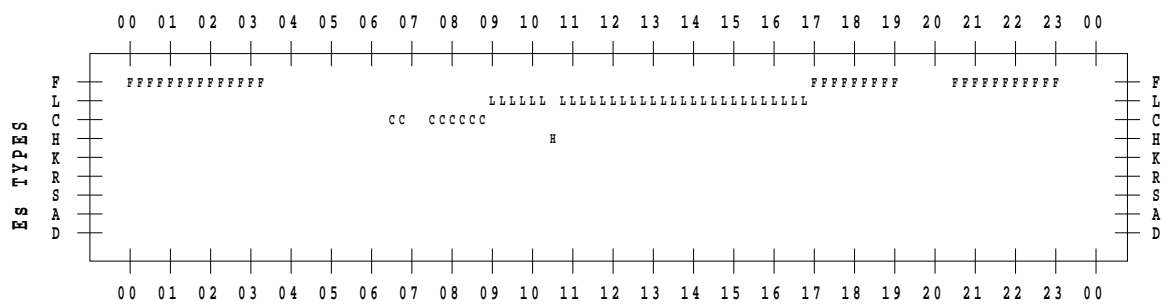 00 01 02 03 04 05 06 07 08 09 10 11 12 13 14 15 16 17 18 19 20 21 22 23 00
F FFFFFFFFFFFFFF FFFFFFFFF FFFFFFFFFFF F
L LLLLLL LLLLLLLLLLLLLLLLLLLLLLLLL L
C CC CCCCCC C
H H H
K K
R R
S S
A A
D D
Es TYPES
00 01 02 03 04 05 06 07 08 09 10 11 12 13 14 15 16 17 18 19 20 21 22 23 00